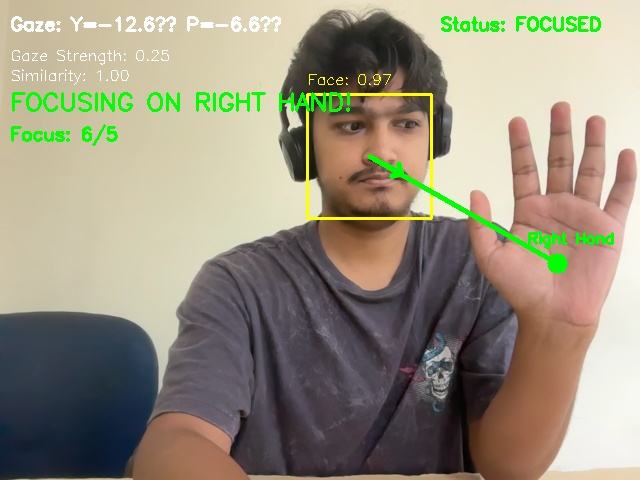 Gaze: Y=-12.6?? P=-6.6??
Status: FOCUSED
Gaze Strength: 0.25
Similarity: 1.00
Face: 0.97
FOCUSING ON RIGHT HAND!
Focus: 6/5
Right Hand